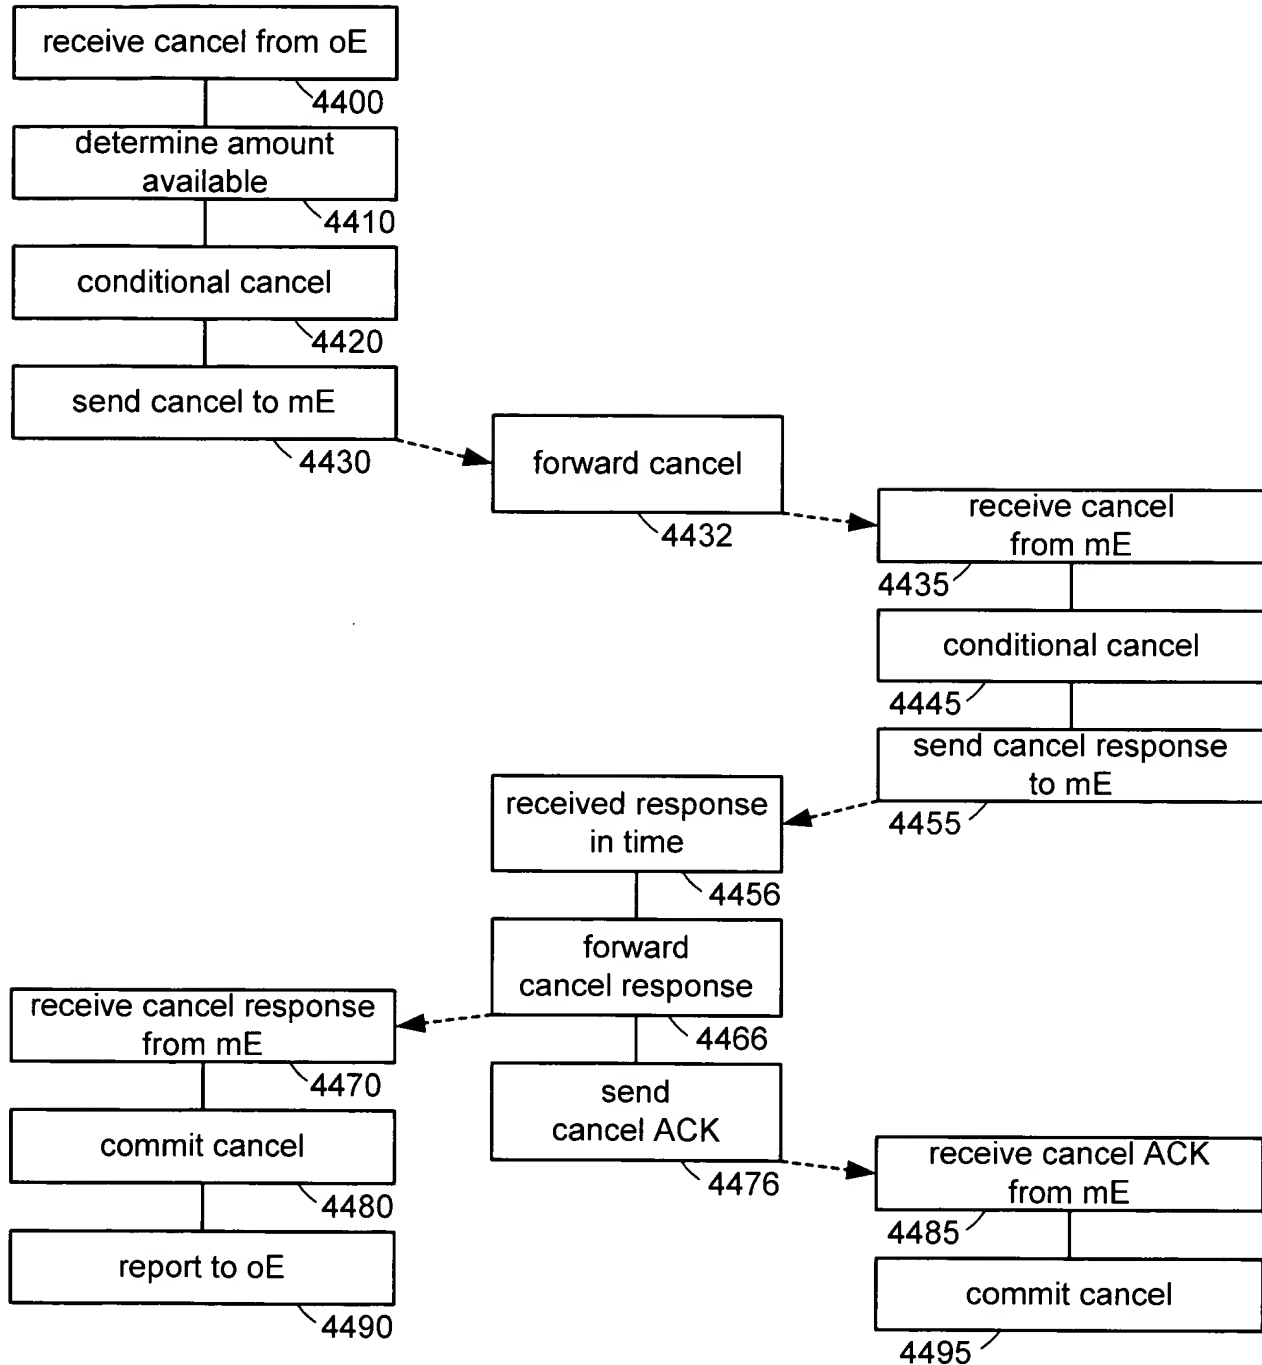 receive cancel from oE
4400
determine amount
available
4410
conditional cancel
4420
send cancel to mE
4430
forward cancel
4432
receive cancel
from mE
4435
conditional cancel
4445
send cancel response
to mE
4455
received response
in time
4456
forward
cancel response
4466
receive cancel response
from mE
4470
send
cancel ACK
4476
commit cancel
4480
receive cancel ACK
from mE
4485
report to oE
4490
commit cancel
4495